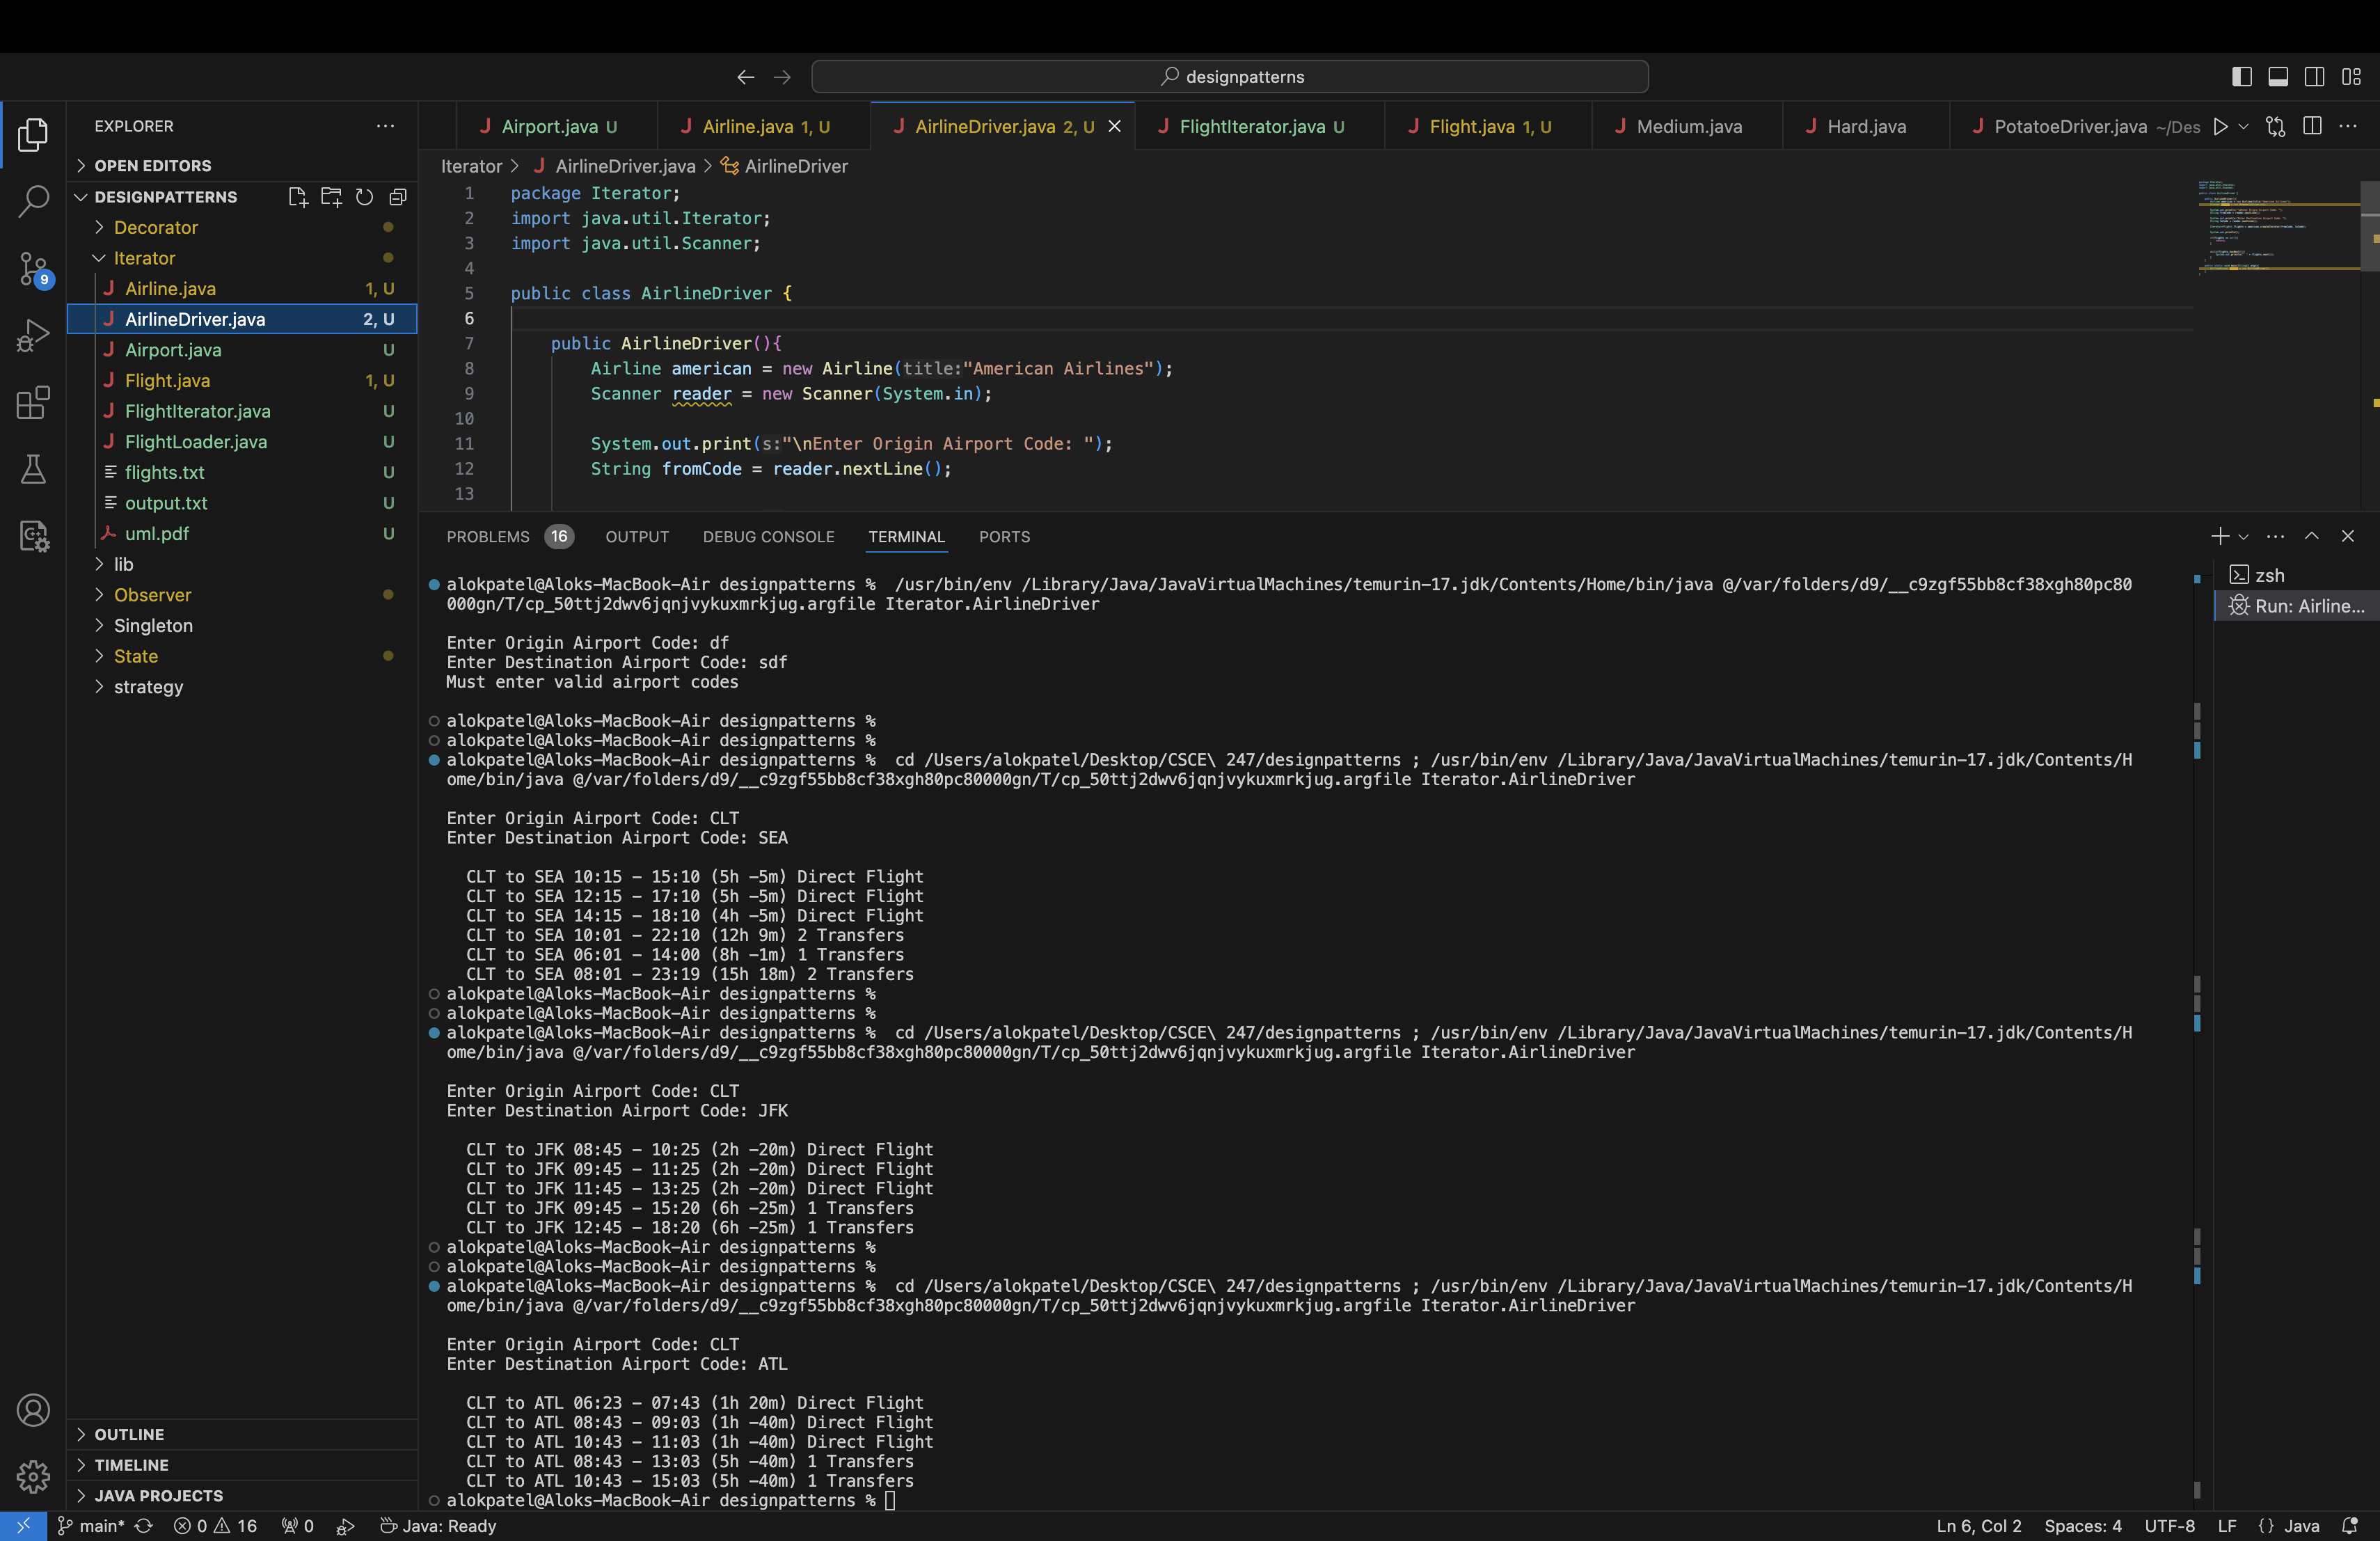 designpatterns
EXPLORER
Airport.java U
Airline.java 1, U
AirlineDriver.java 2, U
FlightIterator.java U
Flight.java 1, U
Medium.java
Hard.java
PotatoeDriver.java ~/Des
OPEN EDITORS
DESIGNPATTERNS
Decorator
Iterator
Airline.java 1, U
AirlineDriver.java 2, U
Airport.java U
Flight.java 1, U
FlightIterator.java U
FlightLoader.java U
flights.txt U
output.txt U
uml.pdf U
lib
Observer
Singleton
State
strategy
9
OUTLINE
TIMELINE
JAVA PROJECTS
Iterator > AirlineDriver.java > AirlineDriver
1 package Iterator;
2 import java.util.Iterator;
3 import java.util.Scanner;
4
5 public class AirlineDriver {
6
7 public AirlineDriver(){
8 Airline american = new Airline(title:"American Airlines");
9 Scanner reader = new Scanner(System.in);
10
11 System.out.print(s:"\nEnter Origin Airport Code: ");
12 String fromCode = reader.nextLine();
13
PROBLEMS 16 OUTPUT DEBUG CONSOLE TERMINAL PORTS
zsh
Run: Airline...
alokpatel@Aloks-MacBook-Air designpatterns % /usr/bin/env /Library/Java/JavaVirtualMachines/temurin-17.jdk/Contents/Home/bin/java @/var/folders/d9/__c9zgf55bb8cf38xgh80pc80
000gn/T/cp_50ttj2dwv6jqnjvykuxmrkjug.argfile Iterator.AirlineDriver
Enter Origin Airport Code: df
Enter Destination Airport Code: sdf
Must enter valid airport codes
alokpatel@Aloks-MacBook-Air designpatterns %
alokpatel@Aloks-MacBook-Air designpatterns %
alokpatel@Aloks-MacBook-Air designpatterns % cd /Users/alokpatel/Desktop/CSCE\ 247/designpatterns ; /usr/bin/env /Library/Java/JavaVirtualMachines/temurin-17.jdk/Contents/H
ome/bin/java @/var/folders/d9/__c9zgf55bb8cf38xgh80pc80000gn/T/cp_50ttj2dwv6jqnjvykuxmrkjug.argfile Iterator.AirlineDriver
Enter Origin Airport Code: CLT
Enter Destination Airport Code: SEA
CLT to SEA 10:15 – 15:10 (5h -5m) Direct Flight
CLT to SEA 12:15 – 17:10 (5h -5m) Direct Flight
CLT to SEA 14:15 – 18:10 (4h -5m) Direct Flight
CLT to SEA 10:01 – 22:10 (12h 9m) 2 Transfers
CLT to SEA 06:01 – 14:00 (8h -1m) 1 Transfers
CLT to SEA 08:01 – 23:19 (15h 18m) 2 Transfers
alokpatel@Aloks-MacBook-Air designpatterns %
alokpatel@Aloks-MacBook-Air designpatterns %
alokpatel@Aloks-MacBook-Air designpatterns % cd /Users/alokpatel/Desktop/CSCE\ 247/designpatterns ; /usr/bin/env /Library/Java/JavaVirtualMachines/temurin-17.jdk/Contents/H
ome/bin/java @/var/folders/d9/__c9zgf55bb8cf38xgh80pc80000gn/T/cp_50ttj2dwv6jqnjvykuxmrkjug.argfile Iterator.AirlineDriver
Enter Origin Airport Code: CLT
Enter Destination Airport Code: JFK
CLT to JFK 08:45 – 10:25 (2h -20m) Direct Flight
CLT to JFK 09:45 – 11:25 (2h -20m) Direct Flight
CLT to JFK 11:45 – 13:25 (2h -20m) Direct Flight
CLT to JFK 09:45 – 15:20 (6h -25m) 1 Transfers
CLT to JFK 12:45 – 18:20 (6h -25m) 1 Transfers
alokpatel@Aloks-MacBook-Air designpatterns %
alokpatel@Aloks-MacBook-Air designpatterns %
alokpatel@Aloks-MacBook-Air designpatterns % cd /Users/alokpatel/Desktop/CSCE\ 247/designpatterns ; /usr/bin/env /Library/Java/JavaVirtualMachines/temurin-17.jdk/Contents/H
ome/bin/java @/var/folders/d9/__c9zgf55bb8cf38xgh80pc80000gn/T/cp_50ttj2dwv6jqnjvykuxmrkjug.argfile Iterator.AirlineDriver
Enter Origin Airport Code: CLT
Enter Destination Airport Code: ATL
CLT to ATL 06:23 – 07:43 (1h 20m) Direct Flight
CLT to ATL 08:43 – 09:03 (1h -40m) Direct Flight
CLT to ATL 10:43 – 11:03 (1h -40m) Direct Flight
CLT to ATL 08:43 – 13:03 (5h -40m) 1 Transfers
CLT to ATL 10:43 – 15:03 (5h -40m) 1 Transfers
alokpatel@Aloks-MacBook-Air designpatterns %
main* 0 16 0 Java: Ready
Ln 6, Col 2 Spaces: 4 UTF-8 LF {} Java